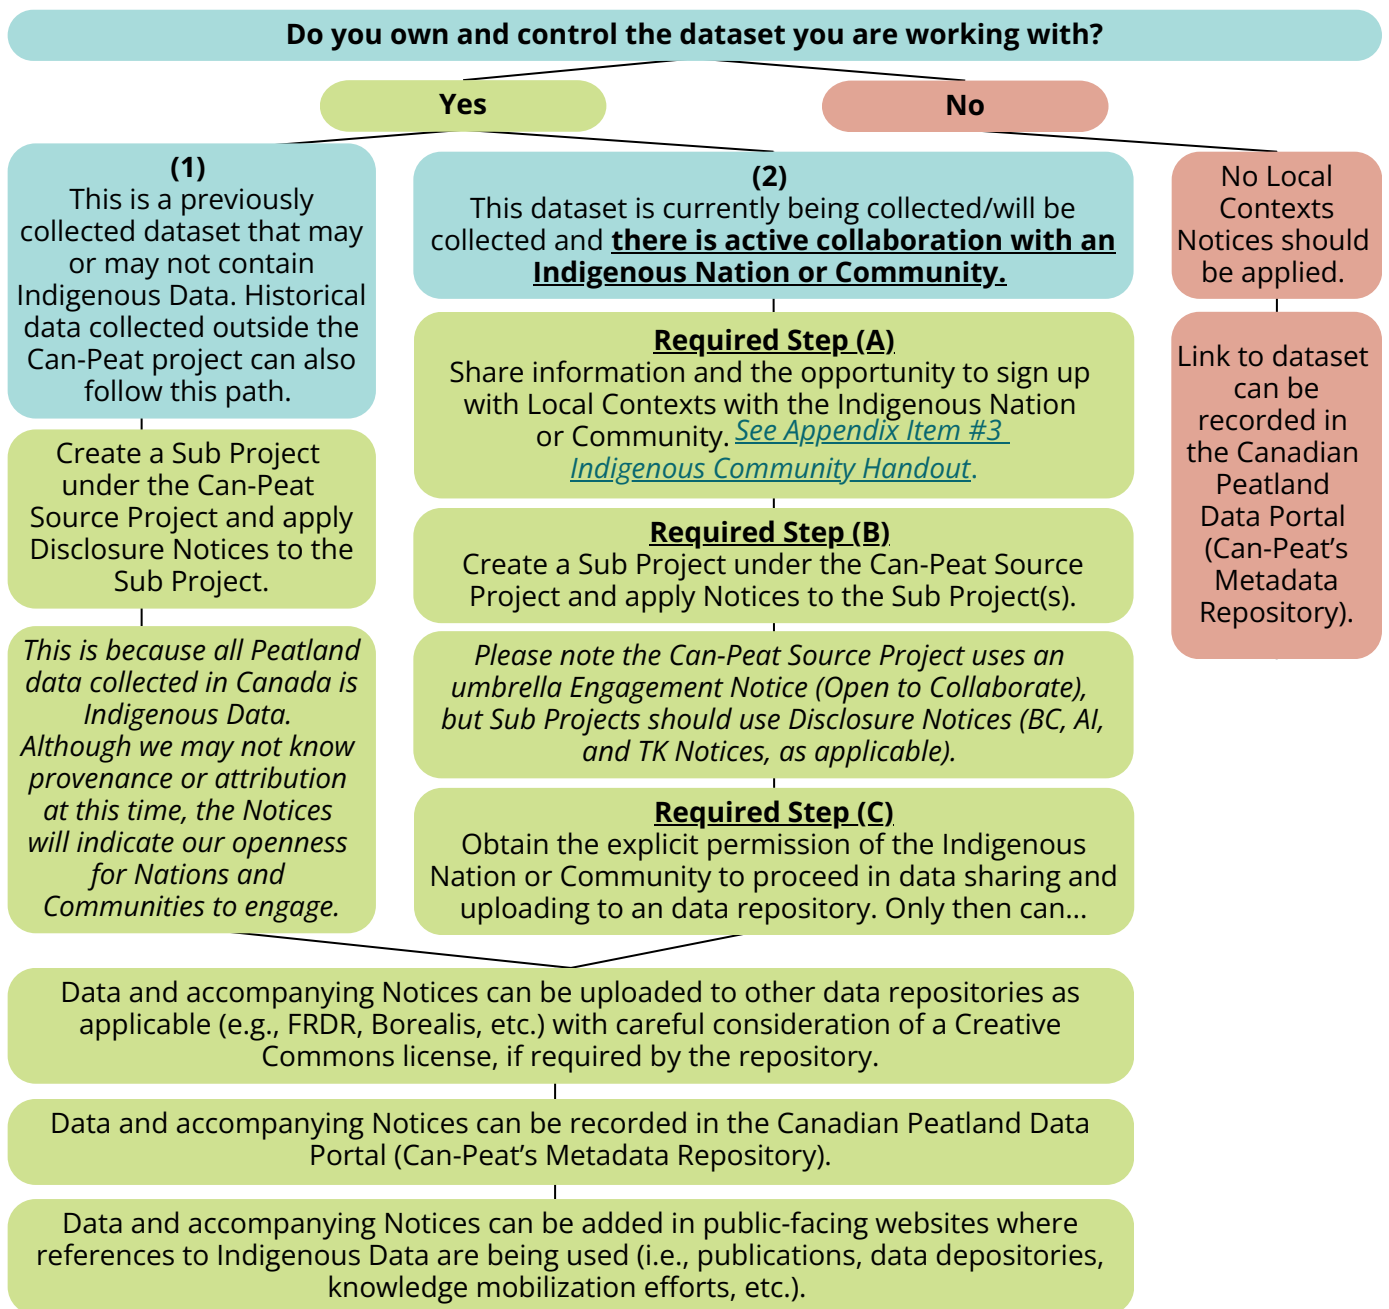 Do you own and control the dataset you are working with?
Yes
No
(1)
This is a previously
collected dataset that may
or may not contain
Indigenous Data. Historical
data collected outside the
Can-Peat project can also
follow this path.
Create a Sub Project
under the Can-Peat
Source Project and apply
Disclosure Notices to the
Sub Project.
This is because all Peatland
data collected in Canada is
Indigenous Data.
Although we may not know
provenance or attribution
at this time, the Notices
will indicate our openness
for Nations and
Communities to engage.
(2)
This dataset is currently being collected/will be
collected and there is active collaboration with an
Indigenous Nation or Community.
Required Step (A)
Share information and the opportunity to sign up
with Local Contexts with the Indigenous Nation
or Community. See Appendix Item #3
Indigenous Community Handout.
Required Step (B)
Create a Sub Project under the Can-Peat Source
Project and apply Notices to the Sub Project(s).
Please note the Can-Peat Source Project uses an
umbrella Engagement Notice (Open to Collaborate),
but Sub Projects should use Disclosure Notices (BC, AI,
and TK Notices, as applicable).
Required Step (C)
Obtain the explicit permission of the Indigenous
Nation or Community to proceed in data sharing and
uploading to an data repository. Only then can...
No Local
Contexts
Notices should
be applied.
Link to dataset
can be
recorded in
the Canadian
Peatland
Data Portal
(Can-Peat’s
Metadata
Repository).
Data and accompanying Notices can be uploaded to other data repositories as
applicable (e.g., FRDR, Borealis, etc.) with careful consideration of a Creative
Commons license, if required by the repository.
Data and accompanying Notices can be recorded in the Canadian Peatland Data
Portal (Can-Peat’s Metadata Repository).
Data and accompanying Notices can be added in public-facing websites where
references to Indigenous Data are being used (i.e., publications, data depositories,
knowledge mobilization efforts, etc.).